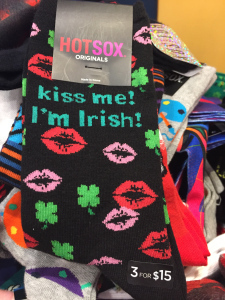 HOTSOX
ORIGINALS
kiss me!
I'm Irish!
3 FOR $15